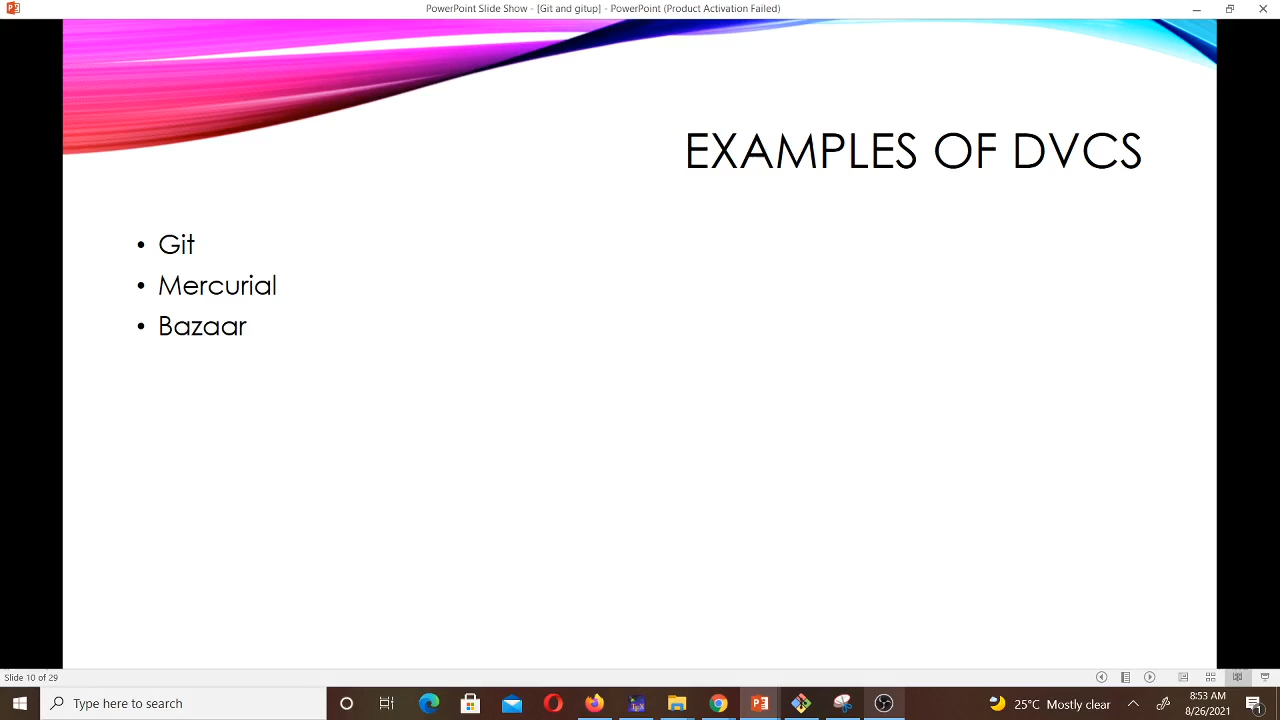 PowerPoint Slide Show - [Git and gitup] - PowerPoint (Product Activation Failed)
EXAMPLES OF DVCS
• Git
• Mercurial
• Bazaar
Slide 10 of 29
Type here to search
25°C Mostly clear
8:53 AM
8/26/2021
1